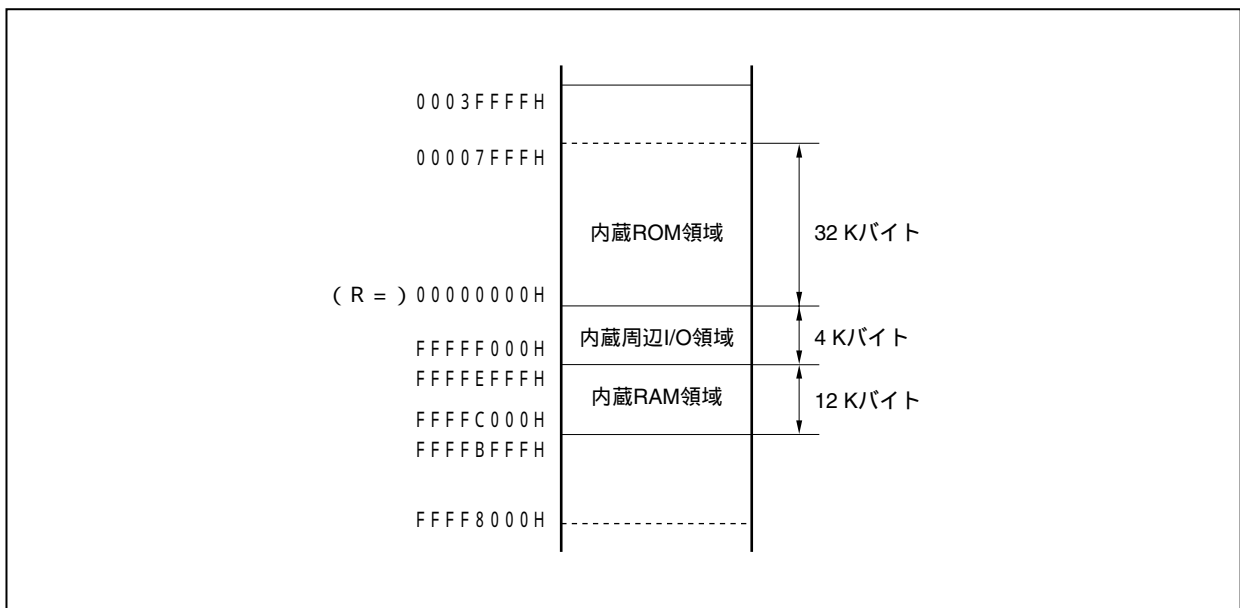 0003FFFFH
00007FFFH
内蔵ROM領域
32 Kバイト
(R=) 00000000H
内蔵周辺I/O領域
4 Kバイト
FFFFF000H
FFFFEFFFH
内蔵RAM領域
12 Kバイト
FFFFC000H
FFFFBFFFH
FFFF8000H